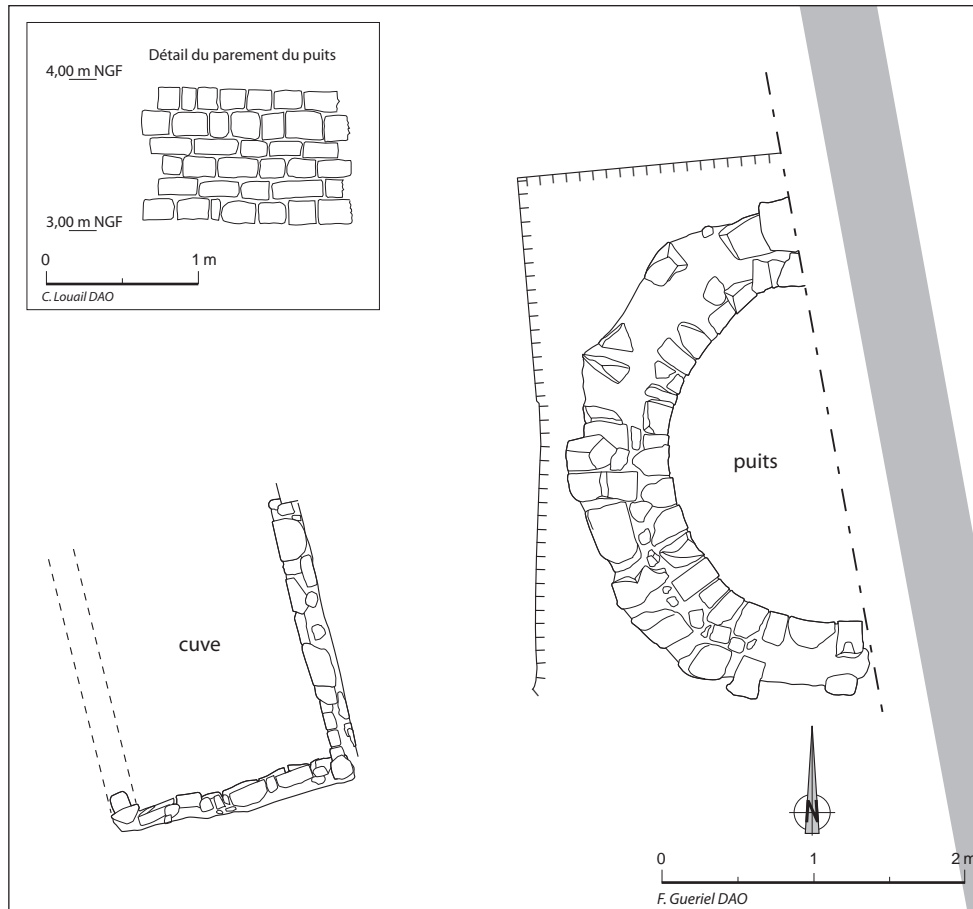 Détail du parement du puits
4,00 m NGF
3,00 m NGF
0 1 m
C. Louail DAO
puits
cuve
N
0 1 2 m
F. Gueriel DAO